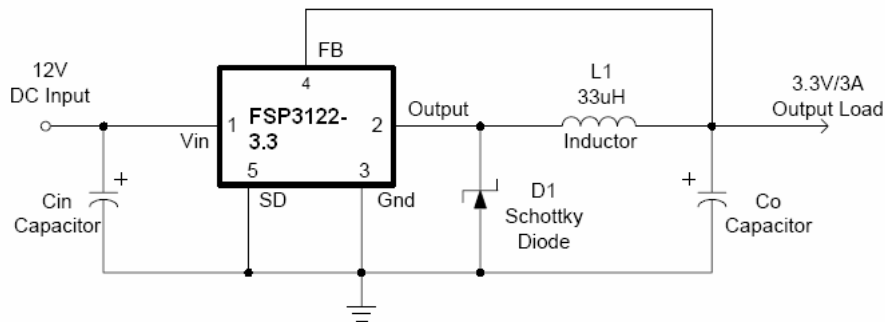 FB
4
12V
DC Input
L1
33uH
3.3V/3A
Output Load
FSP3122-
3.3
Output
1
2
Vin
Inductor
5
3
SD
Gnd
+
Cin
Capacitor
D1
Schottky
Diode
+
Co
Capacitor